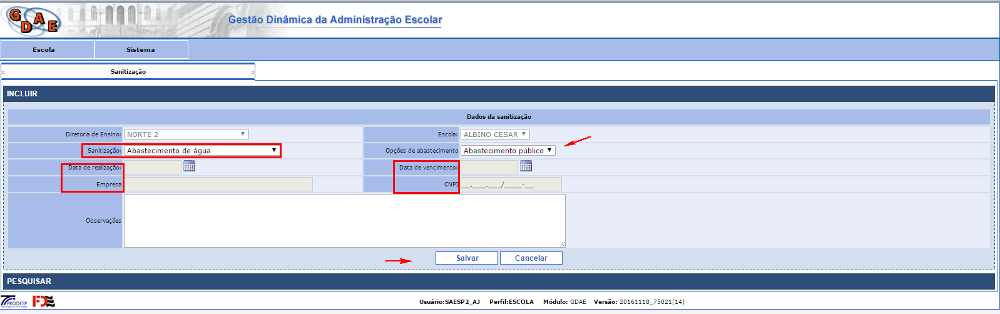 GDAE
Gestão Dinâmica da Administração Escolar
Escola Sistema
Sanitização
INCLUIR
Dados da sanitização
Diretoria de Ensino: NORTE 2 Escola: ALBINO CESAR
Sanitização: Abastecimento de água Opções de abastecimento Abastecimento público
Data de realização: Data de vencimento:
Empresa CNPJ __.___.___/____-__
Observações
Salvar Cancelar
PESQUISAR
PRODESP FDE Usuário:SAESP2_AJ Perfil:ESCOLA Módulo: GDAE Versão: 20161118_75021(14)
Tecnologia da Informação